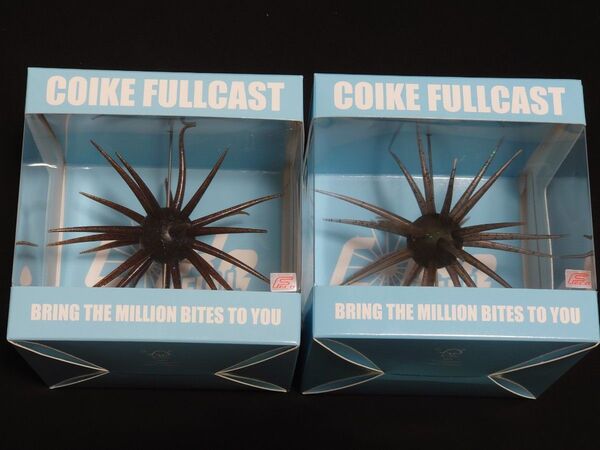 COIKE FULLCAST
BRING THE MILLION BITES TO YOU
COIKE FULLCAST
BRING THE MILLION BITES TO YOU